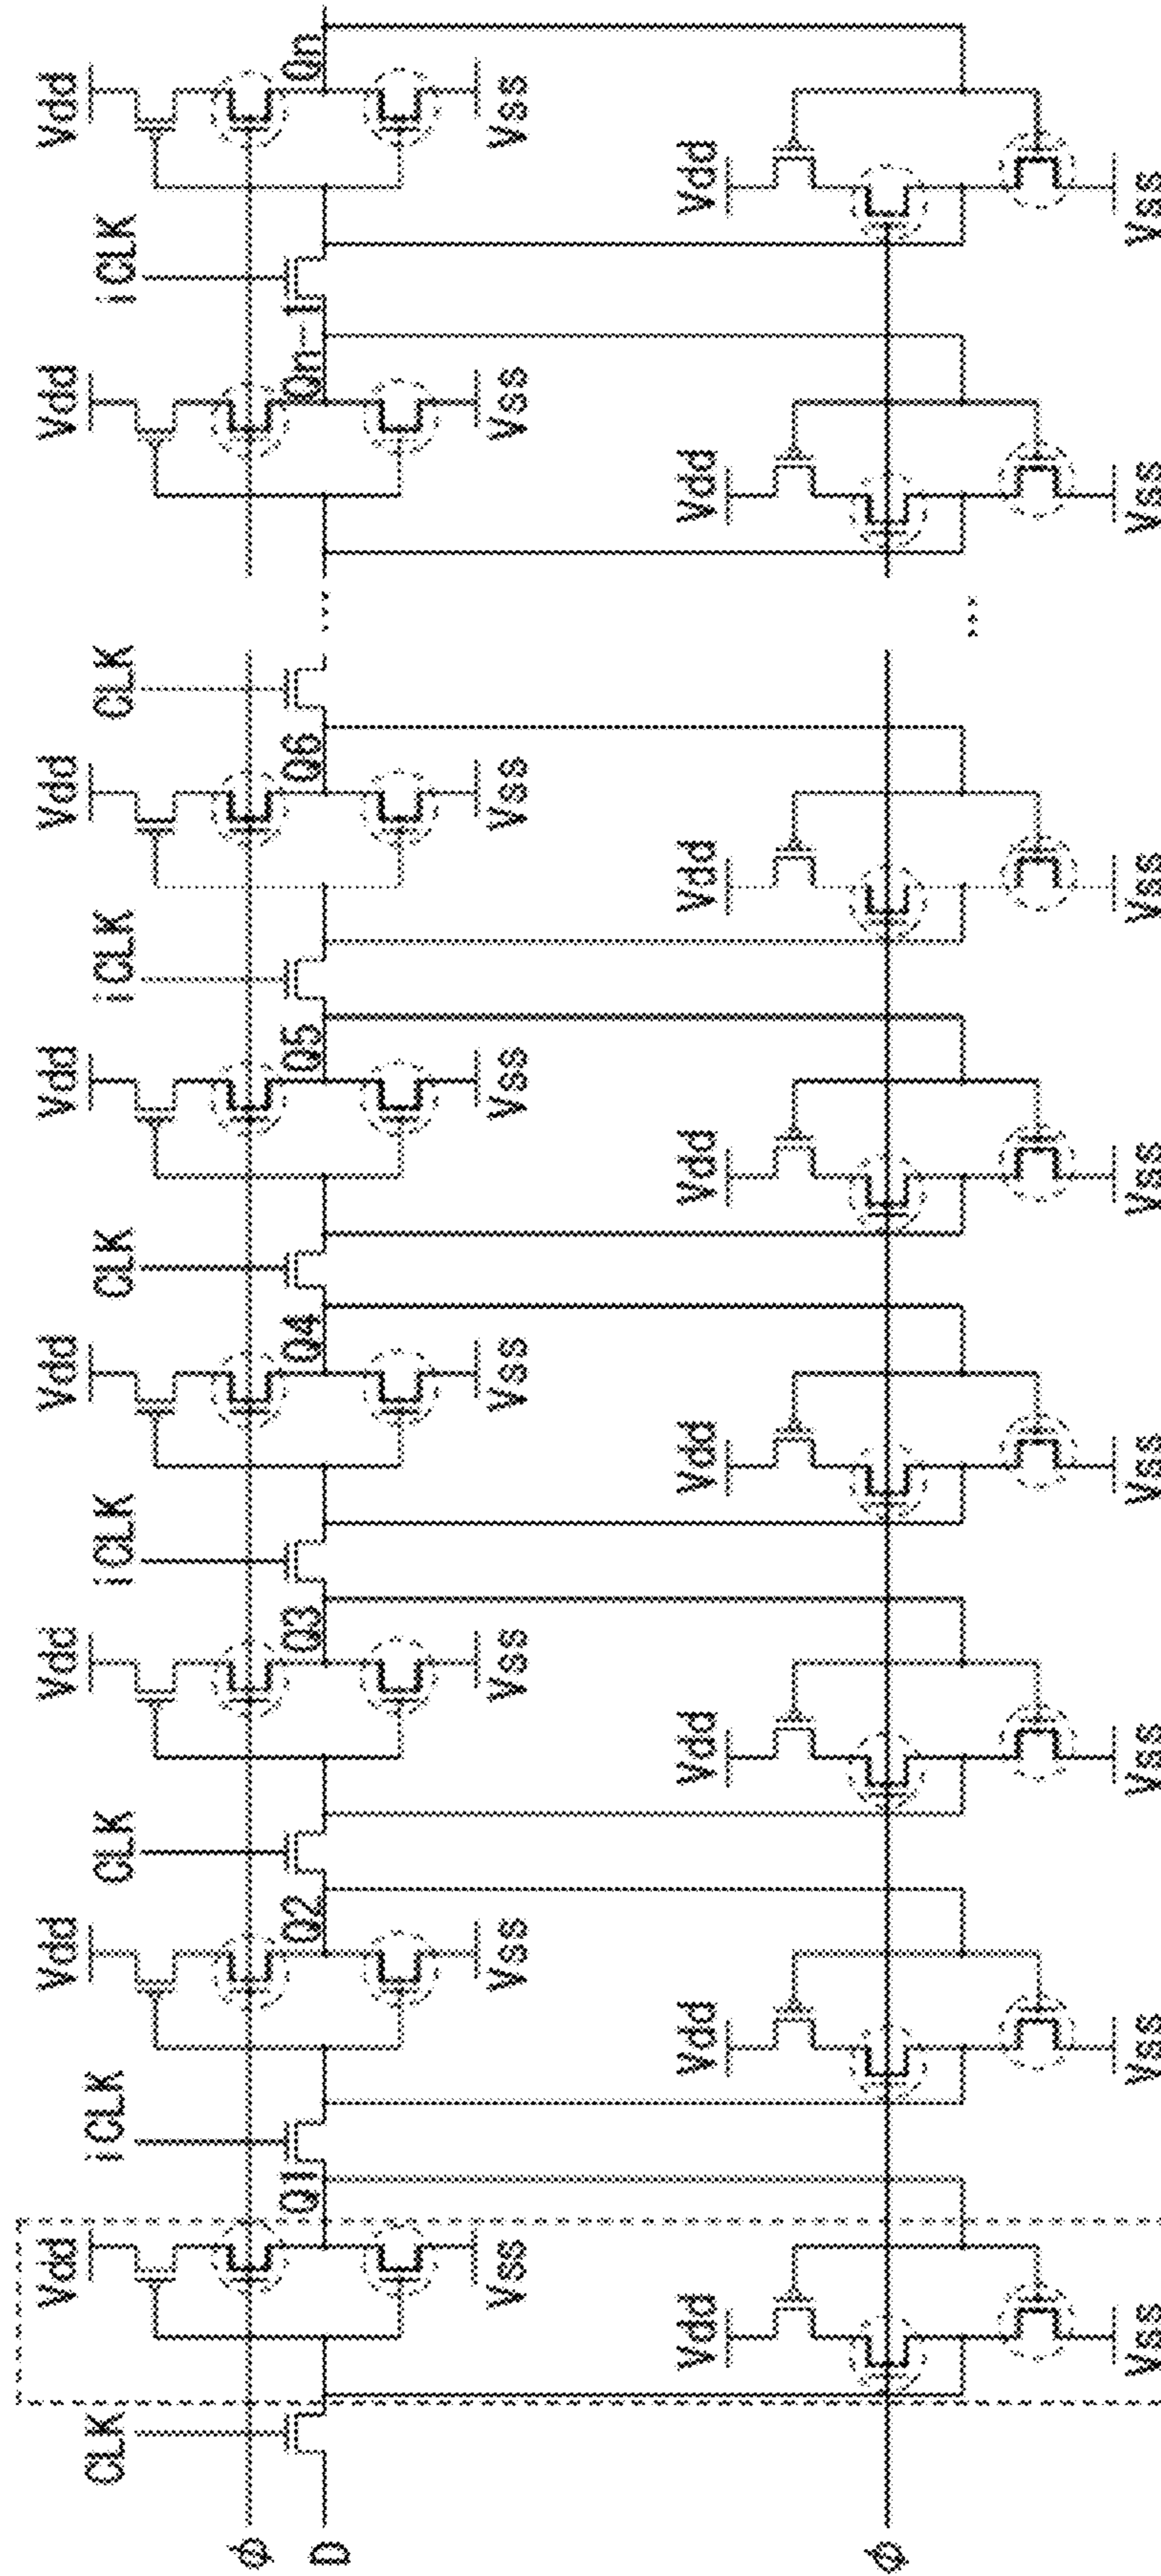 CLK iCLK CLK iCLK CLK iCLK CLK iCLK
Vdd Vdd Vdd Vdd Vdd Vdd Vdd Vdd
φ
Q1 Q2 Q3 Q4 Q5 Q6 Qn-1 Qn
D ...
Vss Vss Vss Vss Vss Vss Vss Vss
Vdd Vdd Vdd Vdd Vdd Vdd Vdd Vdd
φ
...
Vss Vss Vss Vss Vss Vss Vss Vss